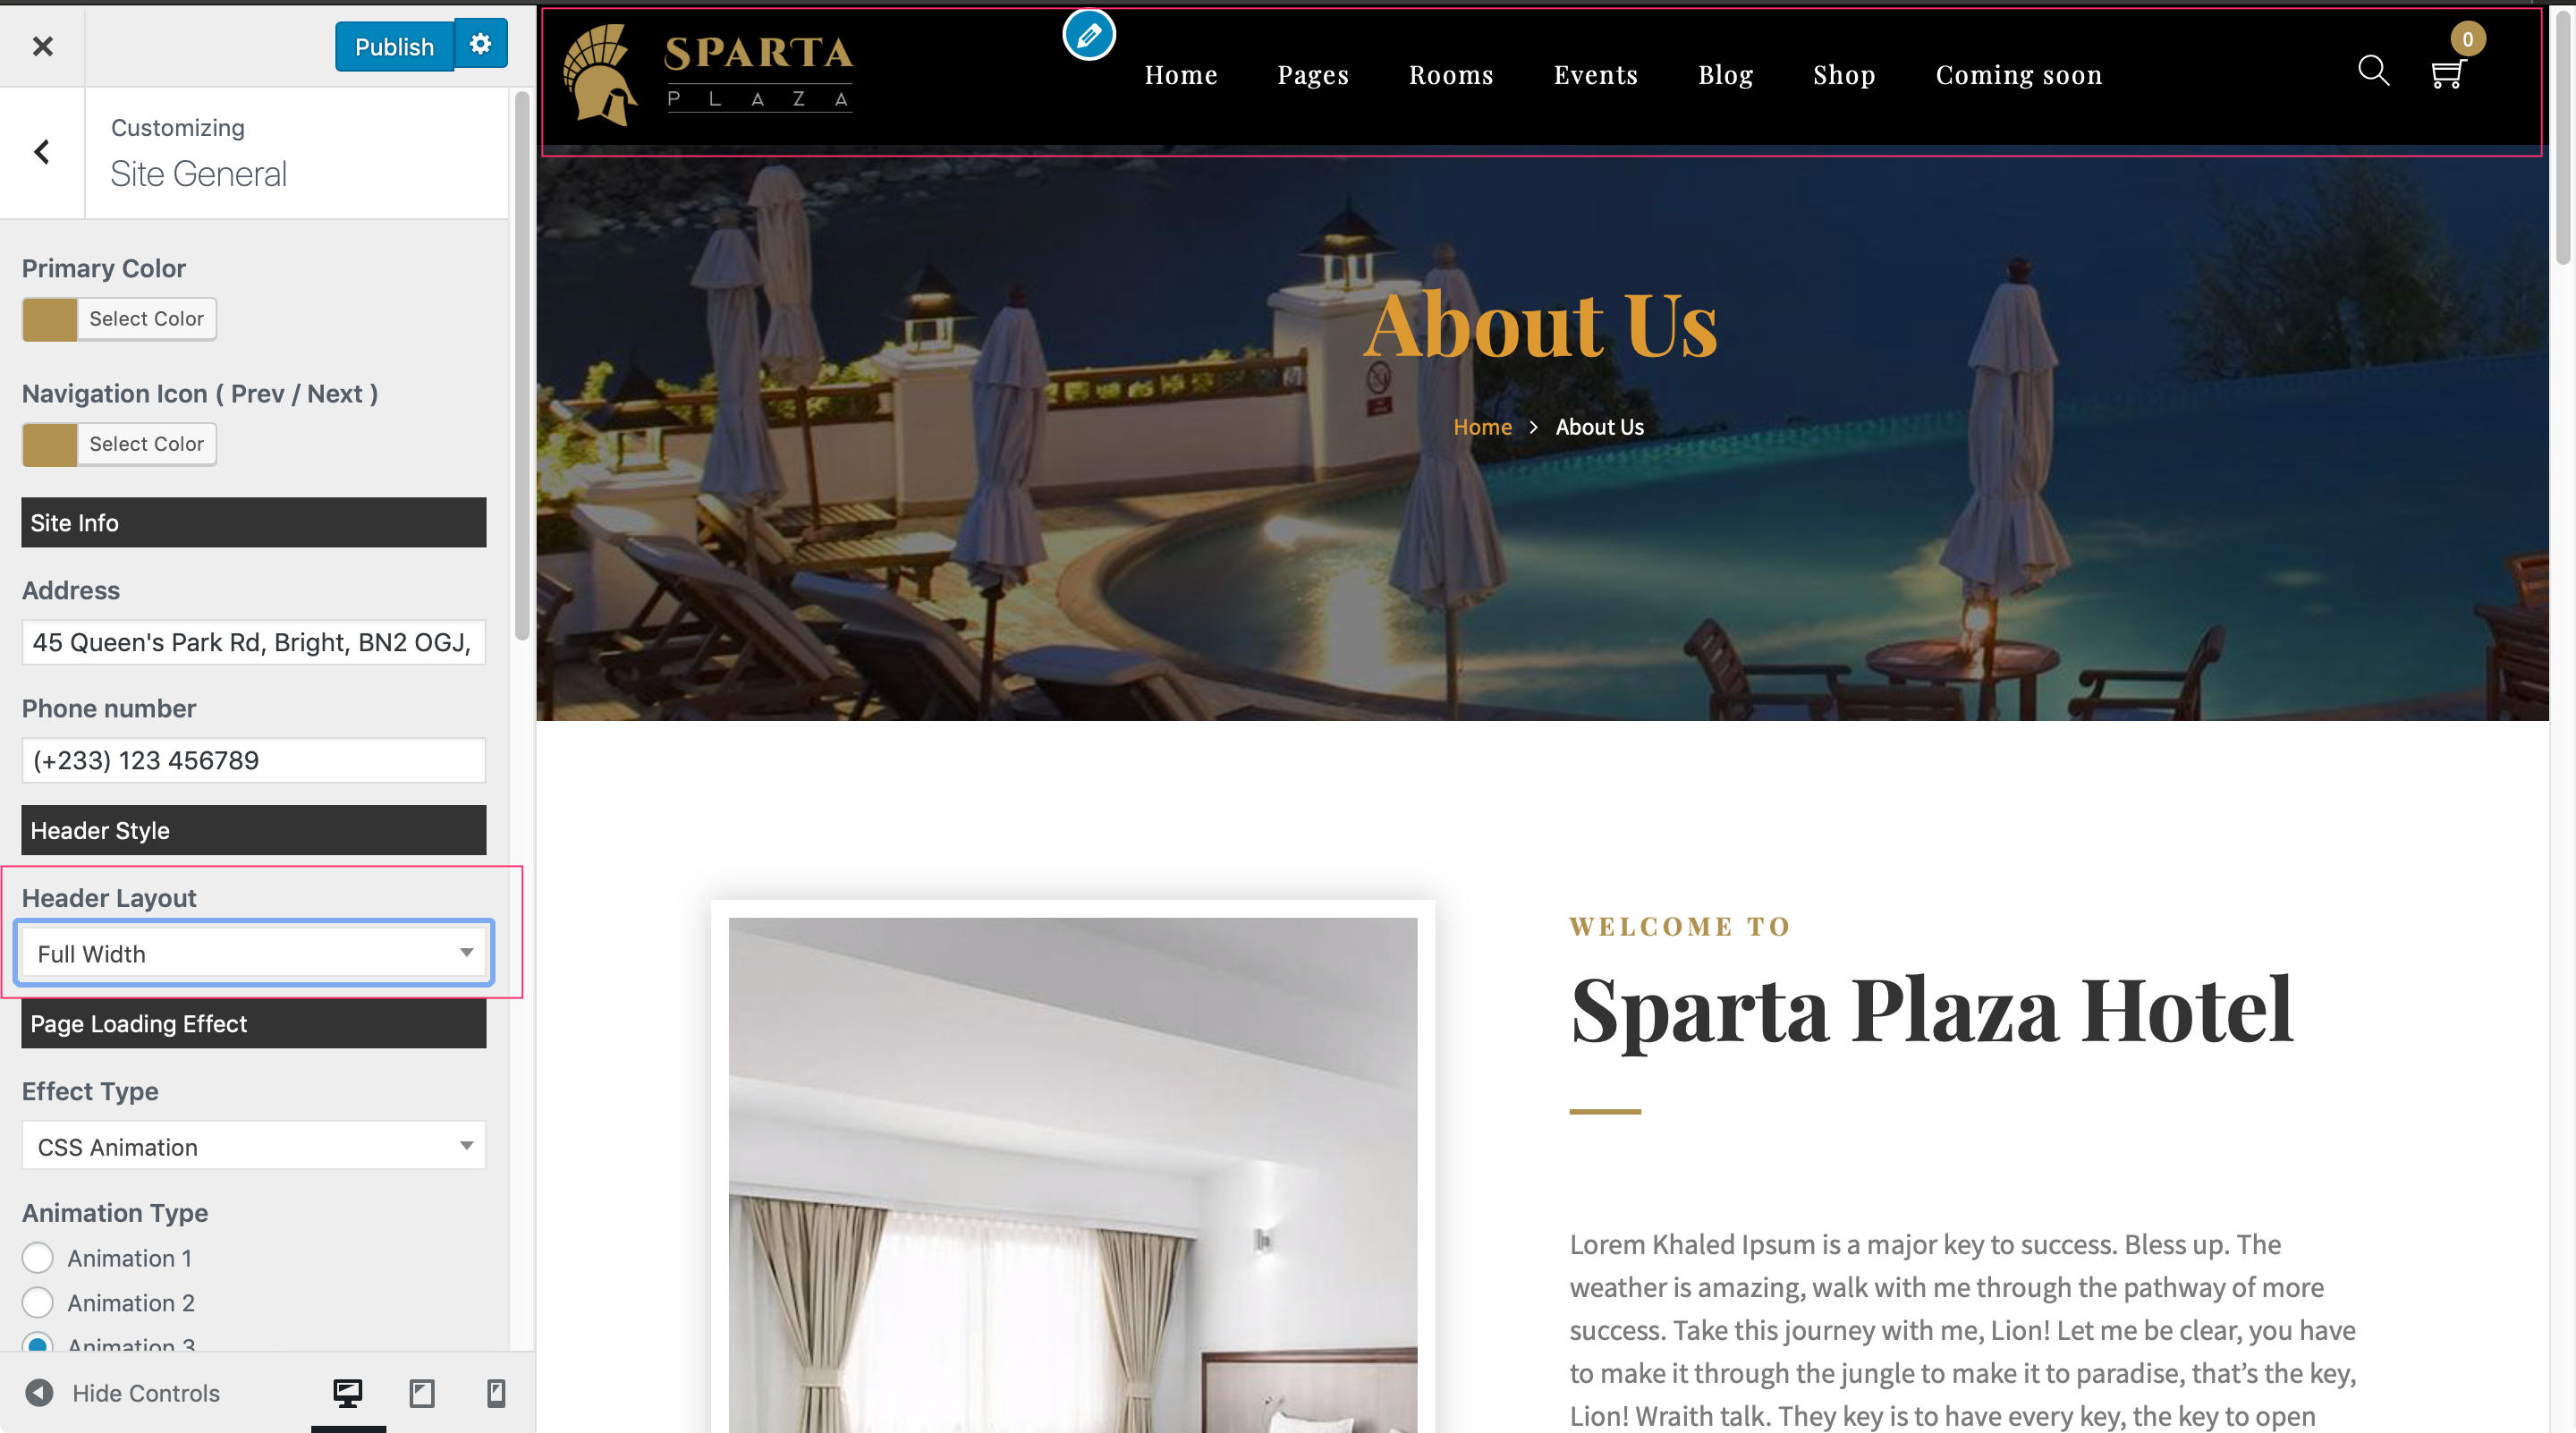 Publish
Customizing
Site General
Primary Color
Select Color
Navigation Icon ( Prev / Next )
Select Color
Site Info
Address
45 Queen's Park Rd, Bright, BN2 OGJ,
Phone number
(+233) 123 456789
Header Style
Header Layout
Full Width
Page Loading Effect
Effect Type
CSS Animation
Animation Type
Animation 1
Animation 2
Animation 3
Hide Controls
SPARTA
PLAZA
Home Pages Rooms Events Blog Shop Coming soon
0
About Us
Home > About Us
WELCOME TO
Sparta Plaza Hotel
Lorem Khaled Ipsum is a major key to success. Bless up. The
weather is amazing, walk with me through the pathway of more
success. Take this journey with me, Lion! Let me be clear, you have
to make it through the jungle to make it to paradise, that’s the key,
Lion! Wraith talk. They key is to have every key, the key to open